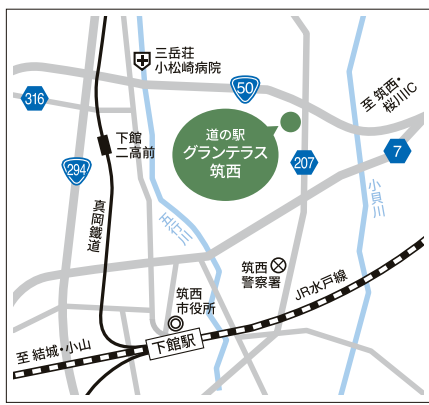 三岳荘
小松崎病院
50
至 筑西・
桜川IC
316
道の駅
グランテラス
筑西
下館
二高前
7
207
294
小貝川
真岡鐵道
五行川
筑西
警察署
JR水戸線
筑西
市役所
下館駅
至 結城・小山